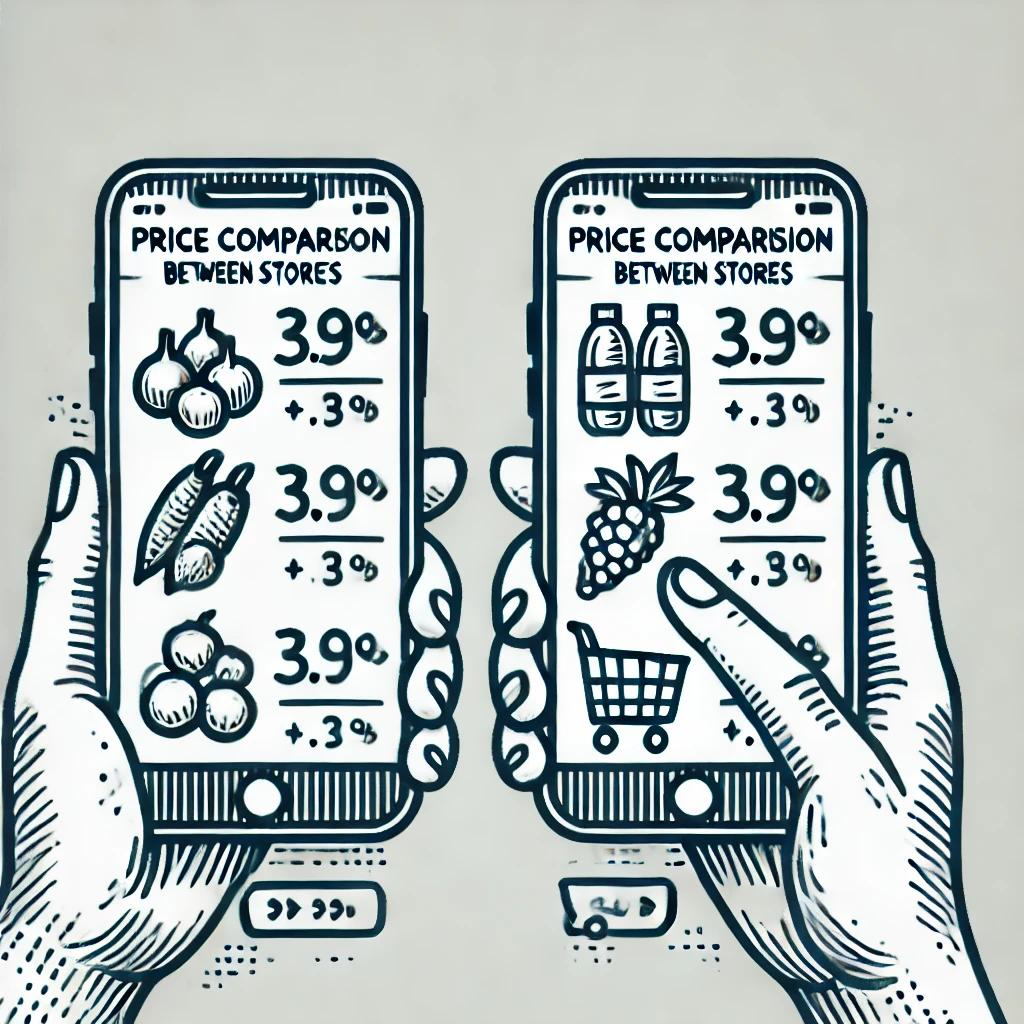 PRICE COMPARISON
BETWEEN STORES
3.9
+.3
3.9
+.3
3.9
+.3
PRICE COMPARISION
BETWEEN STORES
3.9
+.3
3.9
+.3